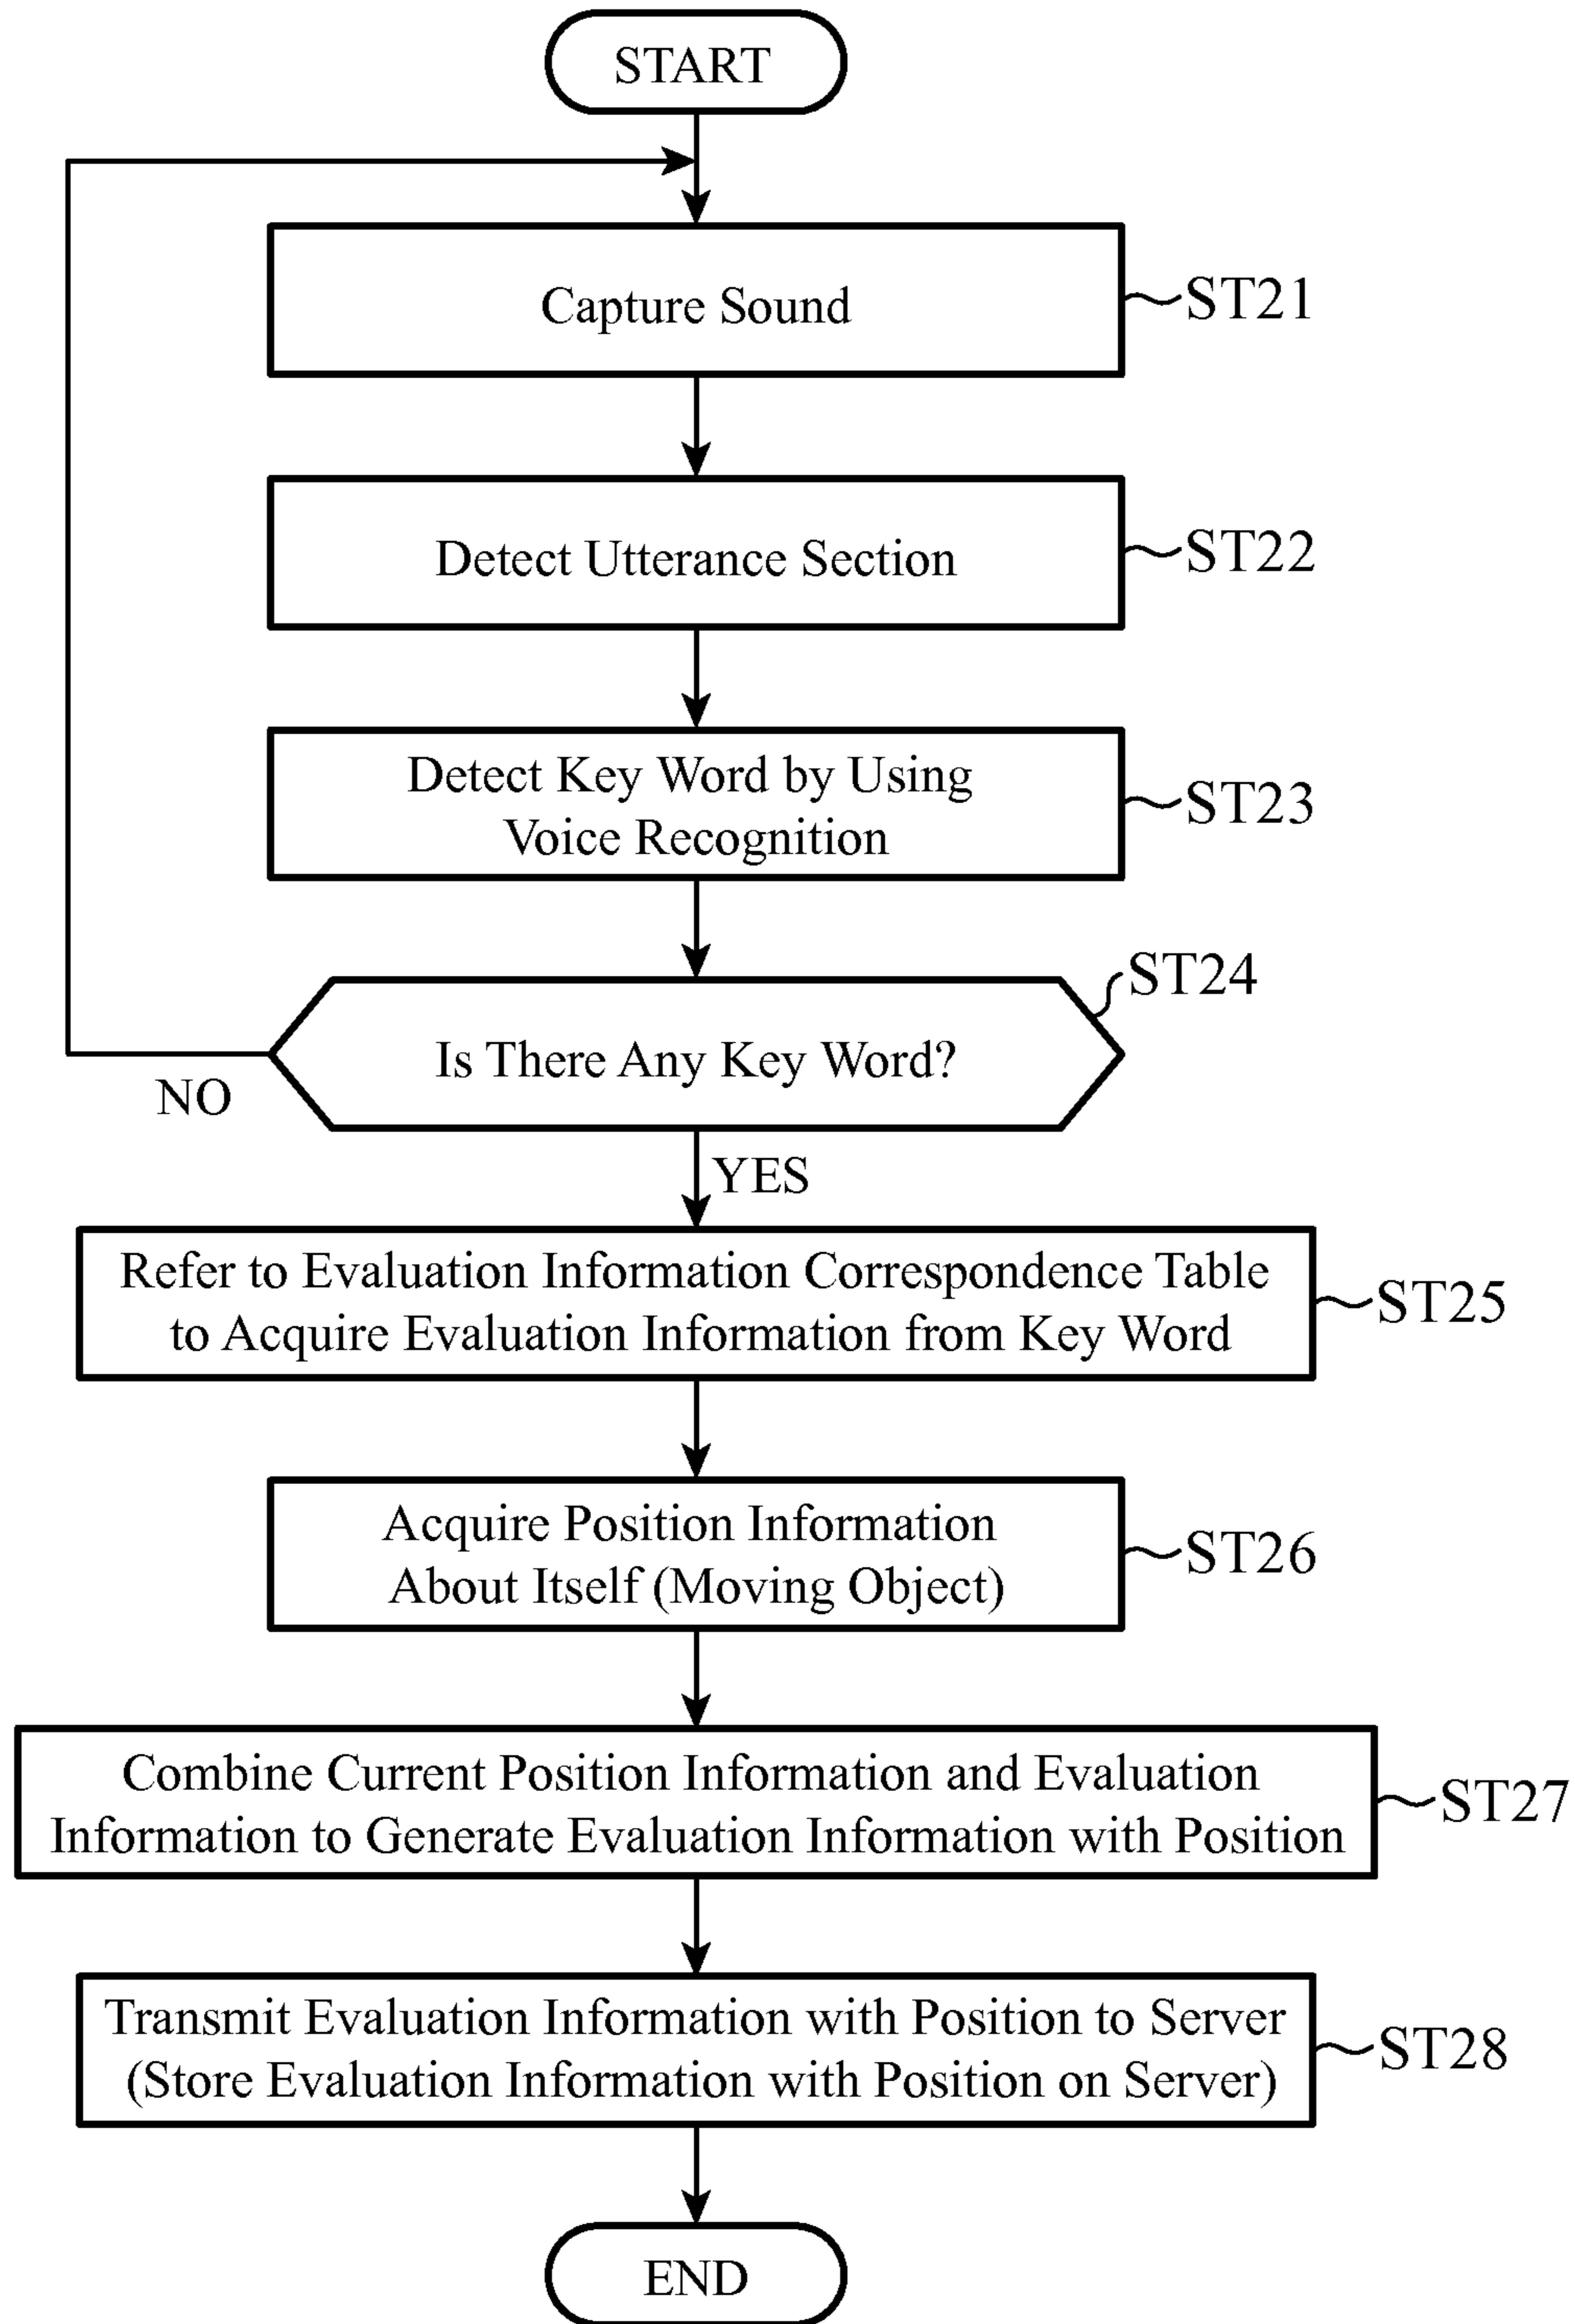 START
Capture Sound
ST21
Detect Utterance Section
ST22
Detect Key Word by Using
Voice Recognition
ST23
ST24
Is There Any Key Word?
NO
YES
Refer to Evaluation Information Correspondence Table
to Acquire Evaluation Information from Key Word
ST25
Acquire Position Information
About Itself (Moving Object)
ST26
Combine Current Position Information and Evaluation
Information to Generate Evaluation Information with Position
ST27
Transmit Evaluation Information with Position to Server
(Store Evaluation Information with Position on Server)
ST28
END